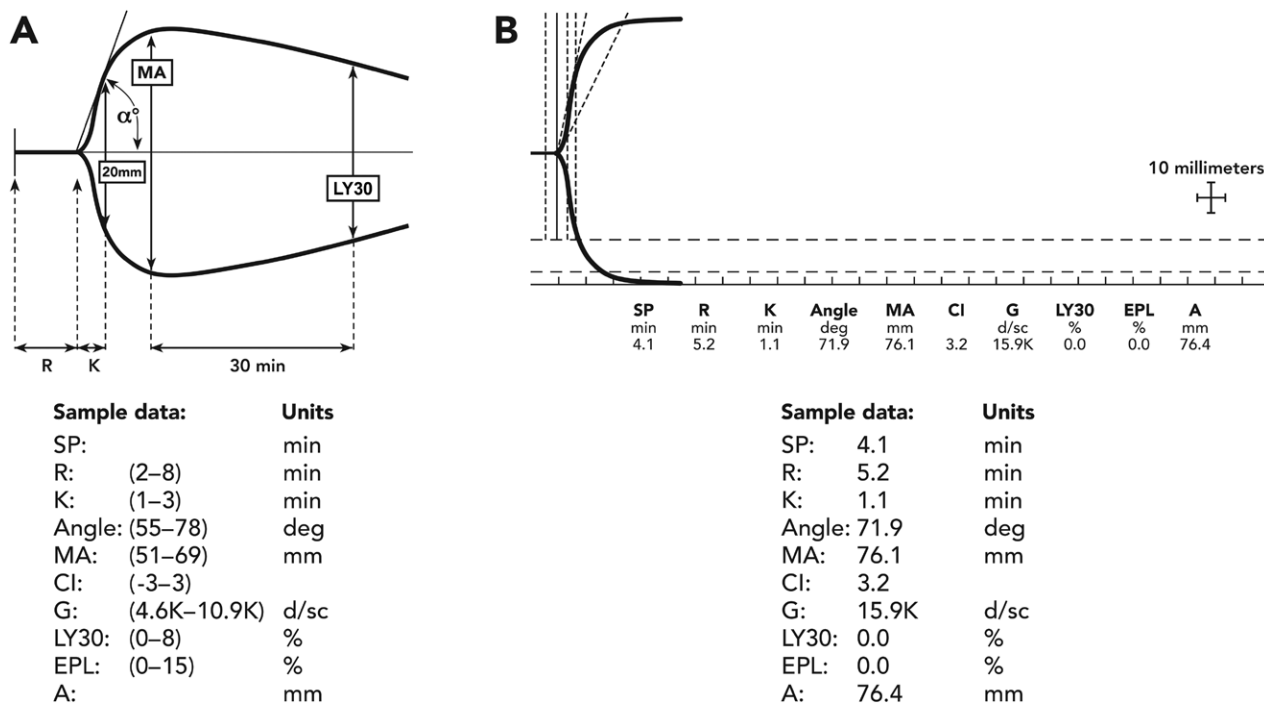 A
MA
α°
20mm
LY30
R K 30 min
Sample data: Units
SP: min
R: (2–8) min
K: (1–3) min
Angle: (55–78) deg
MA: (51–69) mm
CI: (-3–3)
G: (4.6K–10.9K) d/sc
LY30: (0–8) %
EPL: (0–15) %
A: mm
B
10 millimeters
SP R K Angle MA CI G LY30 EPL A
min min min deg mm d/sc % % mm
4.1 5.2 1.1 71.9 76.1 3.2 15.9K 0.0 0.0 76.4
Sample data: Units
SP: 4.1 min
R: 5.2 min
K: 1.1 min
Angle: 71.9 deg
MA: 76.1 mm
CI: 3.2
G: 15.9K d/sc
LY30: 0.0 %
EPL: 0.0 %
A: 76.4 mm